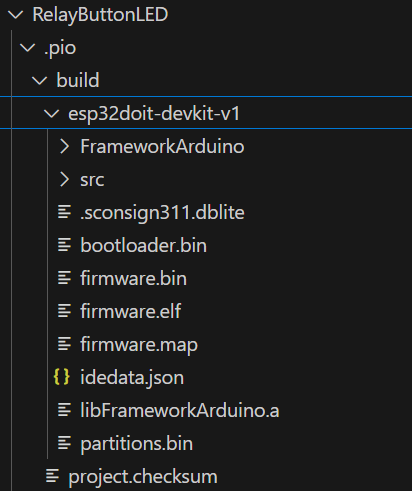 RelayButtonLED
.pio
build
esp32doit-devkit-v1
FrameworkArduino
src
.sconsign311.dblite
bootloader.bin
firmware.bin
firmware.elf
firmware.map
{} idedata.json
libFrameworkArduino.a
partitions.bin
project.checksum